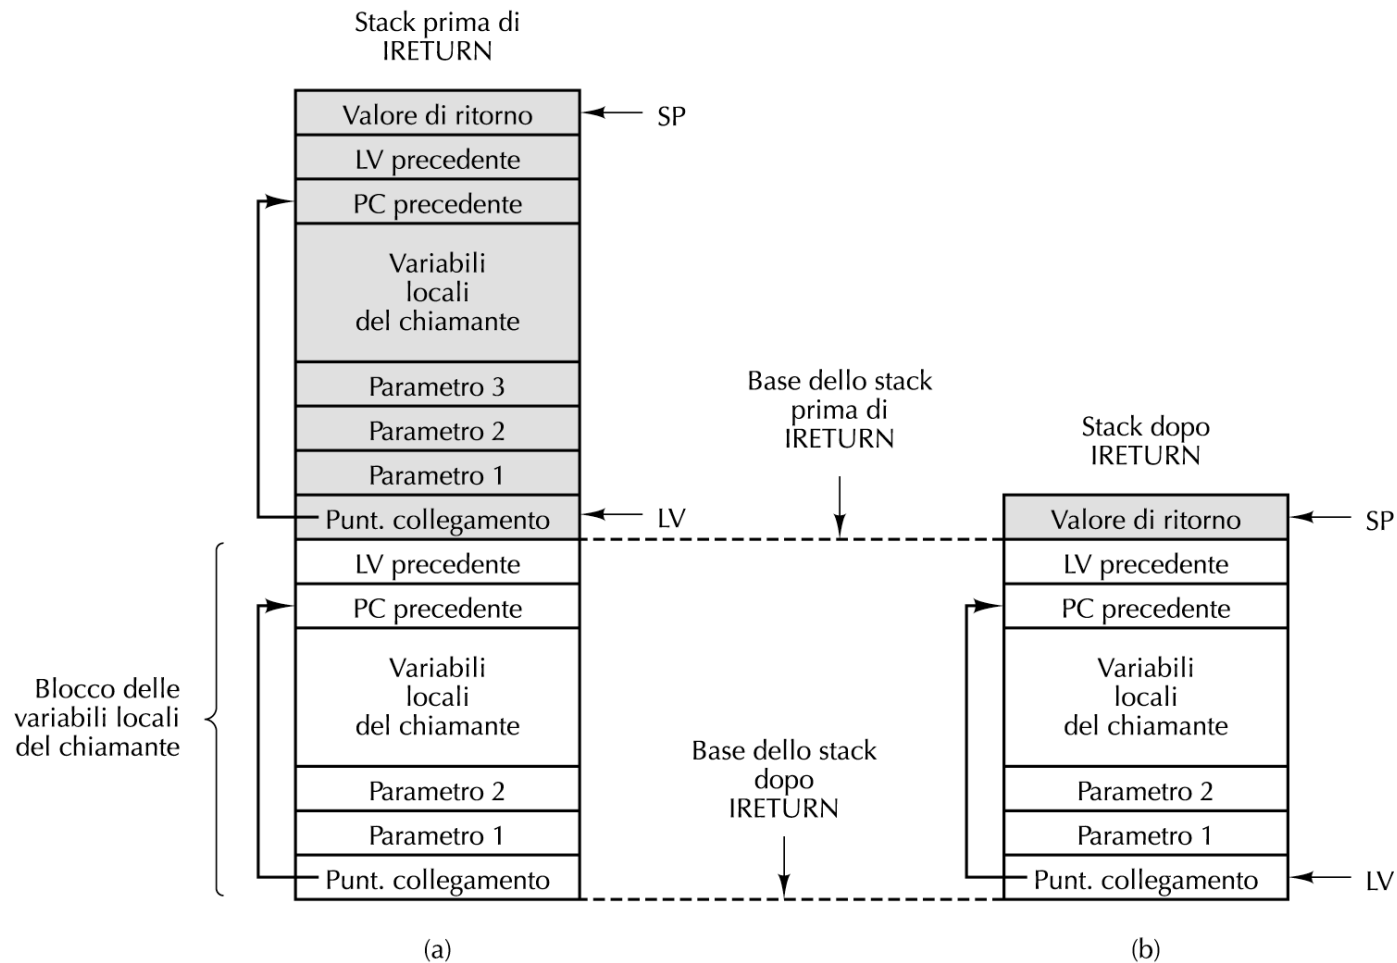 Stack prima di
IRETURN
Valore di ritorno
SP
LV precedente
PC precedente
Variabili
locali
del chiamante
Parametro 3
Parametro 2
Parametro 1
Punt. collegamento
LV
LV precedente
PC precedente
Variabili
locali
del chiamante
Parametro 2
Parametro 1
Punt. collegamento
Blocco delle
variabili locali
del chiamante
(a)
Base dello stack
prima di
IRETURN
Base dello stack
dopo
IRETURN
Stack dopo
IRETURN
Valore di ritorno
SP
LV precedente
PC precedente
Variabili
locali
del chiamante
Parametro 2
Parametro 1
Punt. collegamento
LV
(b)